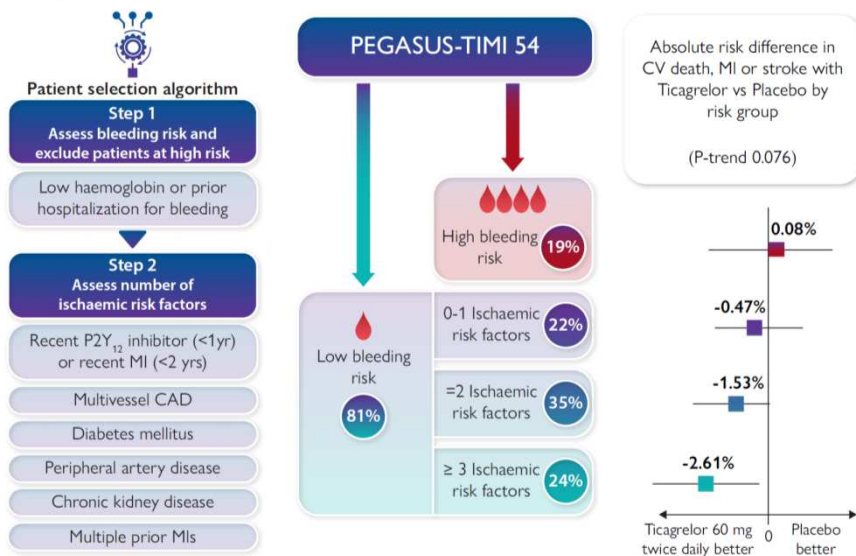 Patient selection algorithm
Step 1
Assess bleeding risk and
exclude patients at high risk
Low haemoglobin or prior
hospitalization for bleeding
Step 2
Assess number of
ischaemic risk factors
Recent P2Y₁₂ inhibitor (<1yr)
or recent MI (<2 yrs)
Multivessel CAD
Diabetes mellitus
Peripheral artery disease
Chronic kidney disease
Multiple prior MIs
PEGASUS-TIMI 54
High bleeding
risk
19%
Low bleeding
risk
81%
0-1 Ischaemic
risk factors
22%
=2 Ischaemic
risk factors
35%
≥ 3 Ischaemic
risk factors
24%
Absolute risk difference in
CV death, MI or stroke with
Ticagrelor vs Placebo by
risk group
(P-trend 0.076)
0.08%
-0.47%
-1.53%
-2.61%
Ticagrelor 60 mg
twice daily better
0
Placebo
better